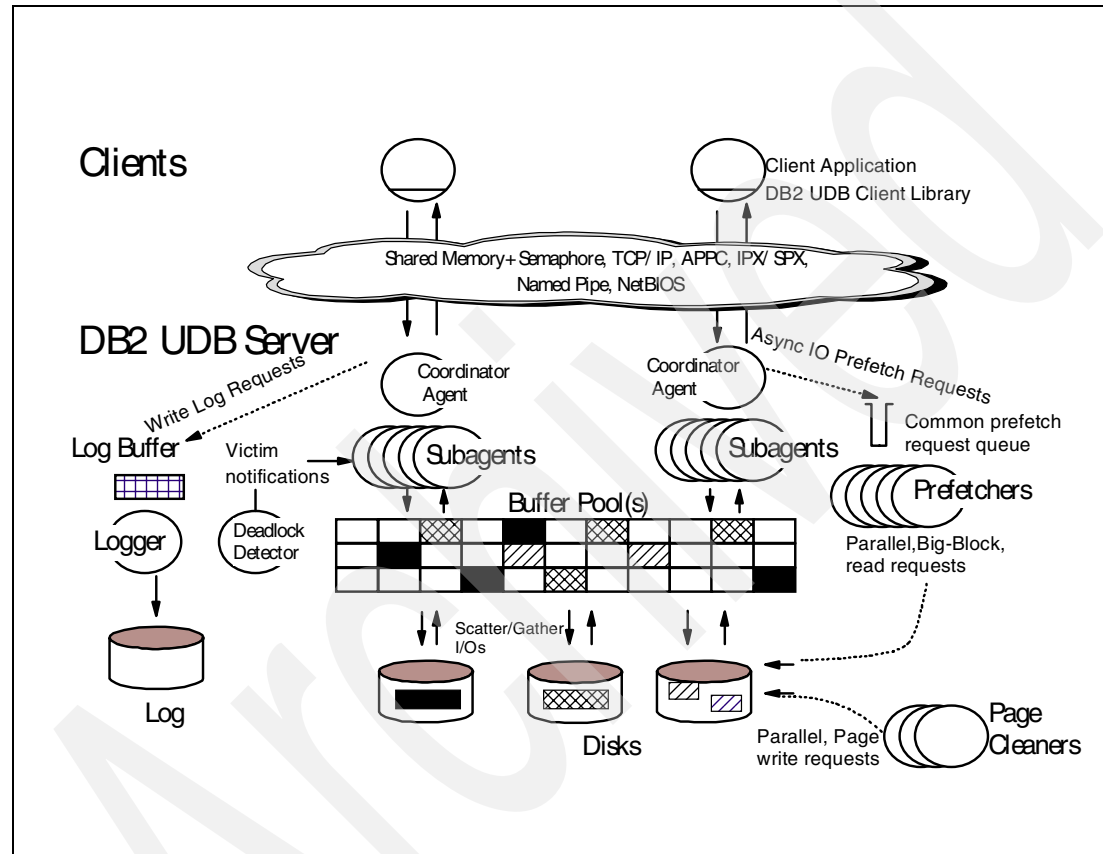 Clients
Client Application
DB2 UDB Client Library
Shared Memory+ Semaphore, TCP/ IP, APPC, IPX/ SPX,
Named Pipe, NetBIOS
DB2 UDB Server
Async IO Prefetch Requests
Write Log Requests
Coordinator
Agent
Coordinator
Agent
Common prefetch
request queue
Log Buffer
Victim
notifications
Subagents
Subagents
Prefetchers
Buffer Pool(s)
Logger
Deadlock
Detector
Parallel,Big-Block,
read requests
Scatter/Gather
I/Os
Log
Disks
Parallel, Page
write requests
Page
Cleaners
Archived